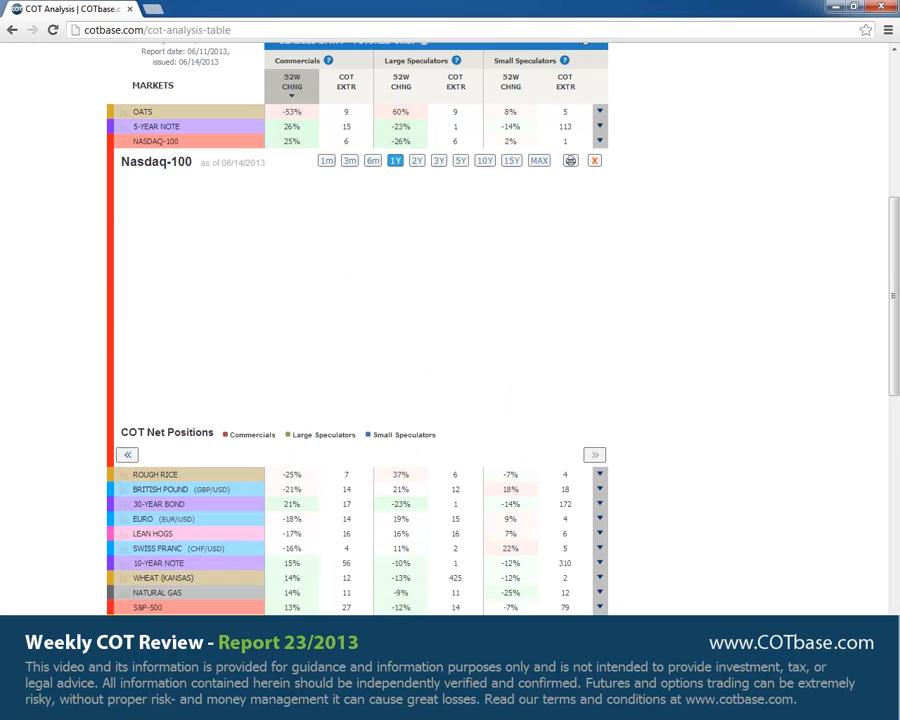 COT Analysis | COTbase.c
cotbase.com/cot-analysis-table
Report date: 06/11/2013,
issued: 06/14/2013
MARKETS
Commercials ? Large Speculators ? Small Speculators ?
52W CHNG COT EXTR 52W CHNG COT EXTR 52W CHNG COT EXTR
OATS -53% 9 60% 9 8% 5
5-YEAR NOTE 26% 15 -23% 1 -14% 113
NASDAQ-100 25% 6 -26% 6 2% 1
Nasdaq-100 as of 06/14/2013 1m 3m 6m 1Y 2Y 3Y 5Y 10Y 15Y MAX X
COT Net Positions Commercials Large Speculators Small Speculators
« »
ROUGH RICE -25% 7 37% 6 -7% 4
BRITISH POUND (GBP/USD) -21% 14 21% 12 18% 18
30-YEAR BOND 21% 17 -23% 1 -14% 172
EURO (EUR/USD) -18% 14 19% 15 9% 4
LEAN HOGS -17% 16 16% 16 7% 6
SWISS FRANC (CHF/USD) -16% 4 11% 2 22% 5
10-YEAR NOTE 15% 56 -10% 1 -12% 310
WHEAT (KANSAS) 14% 12 -13% 425 -12% 2
NATURAL GAS 14% 11 -9% 11 -25% 12
S&P-500 13% 27 -12% 14 -7% 79
Weekly COT Review - Report 23/2013 www.COTbase.com
This video and its information is provided for guidance and information purposes only and is not intended to provide investment, tax, or
legal advice. All information contained herein should be independently verified and confirmed. Futures and options trading can be extremely
risky, without proper risk- and money management it can cause great losses. Read our terms and conditions at www.cotbase.com.